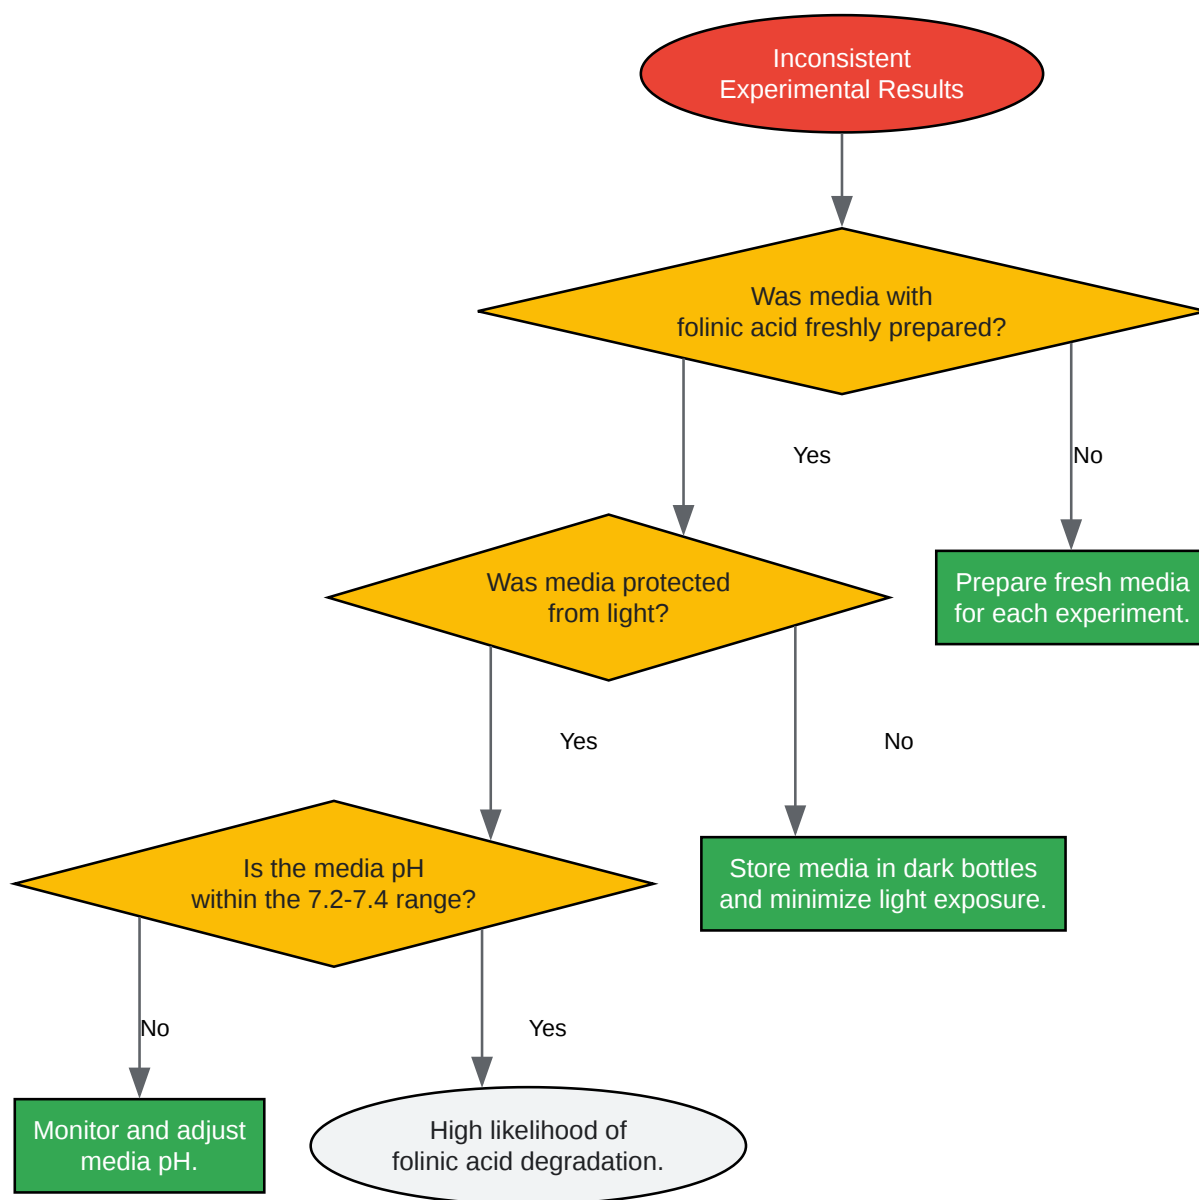 Inconsistent
Experimental Results
Was media with
folinic acid freshly prepared?
Yes
No
Was media protected
from light?
Prepare fresh media
for each experiment.
Yes
No
Is the media pH
within the 7.2-7.4 range?
Store media in dark bottles
and minimize light exposure.
No
Yes
Monitor and adjust
media pH.
High likelihood of
folinic acid degradation.